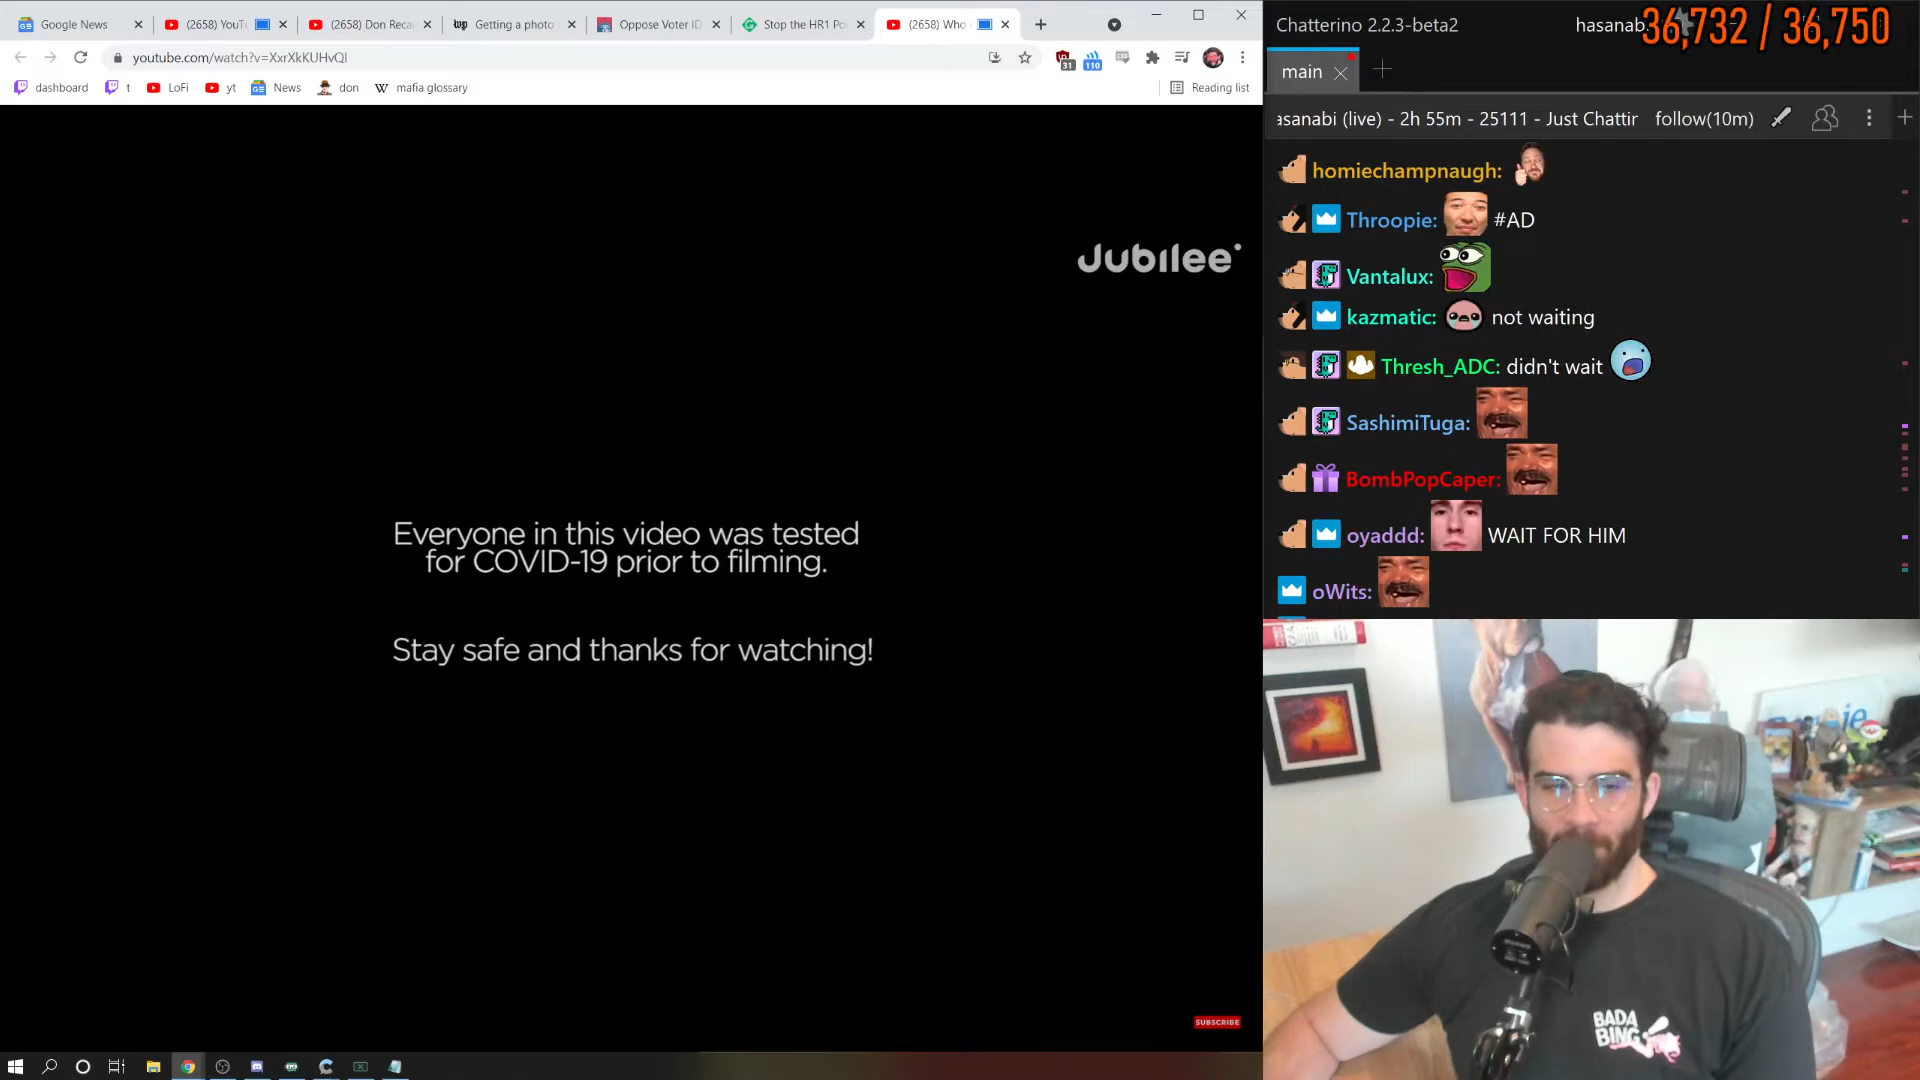 Google News
(2658) YouT
(2658) Don Reca
Getting a photo
Oppose Voter ID
Stop the HR1 Po
(2658) Who
youtube.com/watch?v=XxrXkKUHvQI
31
110
dashboard
t
LoFi
yt
News
don
mafia glossary
Reading list
Jubilee
Everyone in this video was tested
for COVID-19 prior to filming.
Stay safe and thanks for watching!
SUBSCRIBE
Chatterino 2.2.3-beta2
hasanab
36,732 / 36,750
main
asanabi (live) - 2h 55m - 25111 - Just Chattir
follow(10m)
homiechampnaugh:
Throopie: #AD
Vantalux:
kazmatic: not waiting
Thresh_ADC: didn't wait
SashimiTuga:
BombPopCaper:
oyaddd: WAIT FOR HIM
oWits:
BADA
BING